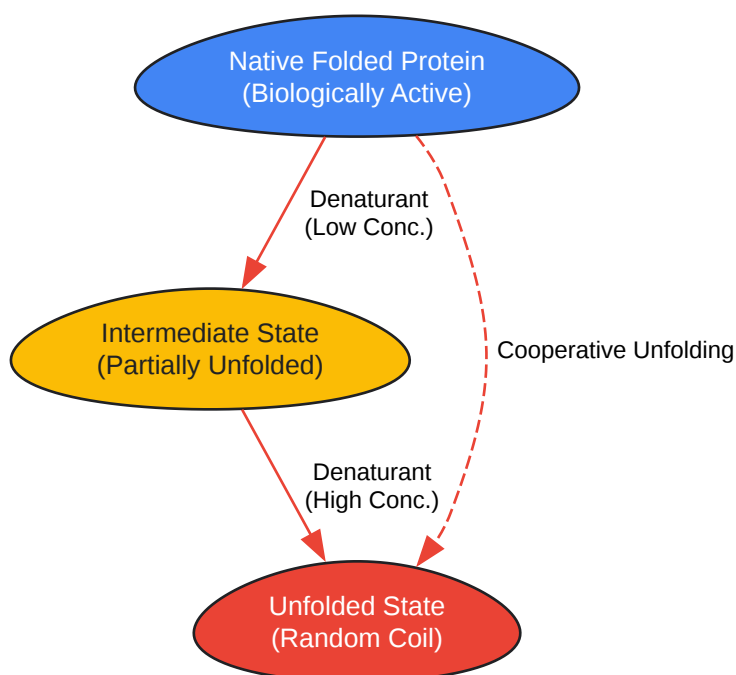 Native Folded Protein
(Biologically Active)
Denaturant
(Low Conc.)
Intermediate State
(Partially Unfolded)
Cooperative Unfolding
Denaturant
(High Conc.)
Unfolded State
(Random Coil)